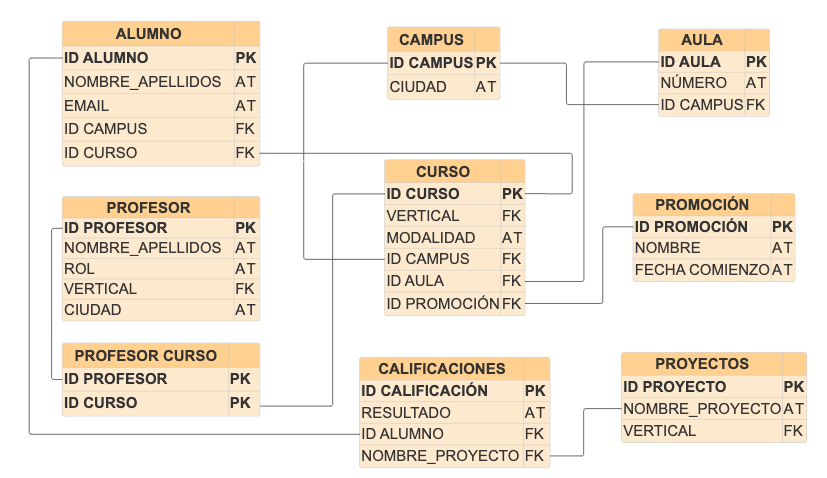 ALUMNO
ID ALUMNO PK
NOMBRE_APELLIDOS AT
EMAIL AT
ID CAMPUS FK
ID CURSO FK
CAMPUS
ID CAMPUS PK
CIUDAD AT
AULA
ID AULA PK
NÚMERO AT
ID CAMPUS FK
PROFESOR
ID PROFESOR PK
NOMBRE_APELLIDOS AT
ROL AT
VERTICAL FK
CIUDAD AT
CURSO
ID CURSO PK
VERTICAL FK
MODALIDAD AT
ID CAMPUS FK
ID AULA FK
ID PROMOCIÓN FK
PROMOCIÓN
ID PROMOCIÓN PK
NOMBRE AT
FECHA COMIENZO AT
PROFESOR CURSO
ID PROFESOR PK
ID CURSO PK
CALIFICACIONES
ID CALIFICACIÓN PK
RESULTADO AT
ID ALUMNO FK
NOMBRE_PROYECTO FK
PROYECTOS
ID PROYECTO PK
NOMBRE_PROYECTO AT
VERTICAL FK